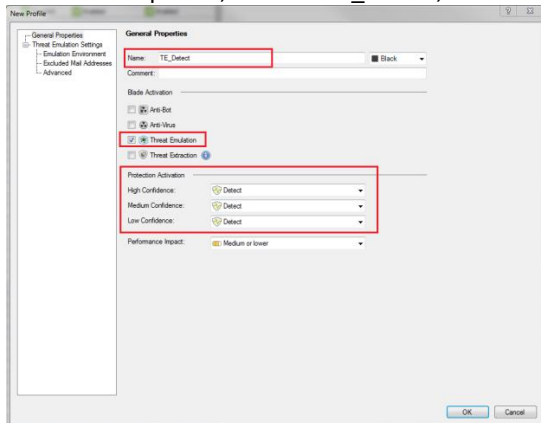 New Profile
General Properties
Threat Emulation Settings
Emulation Environment
Excluded Mail Addresses
Advanced
General Properties
Name: TE_Detect Black
Comment:
Blade Activation
Anti-Bot
Anti-Virus
Threat Emulation
Threat Extraction
Protection Activation
High Confidence: Detect
Medium Confidence: Detect
Low Confidence: Detect
Performance Impact: Medium or lower
OK Cancel